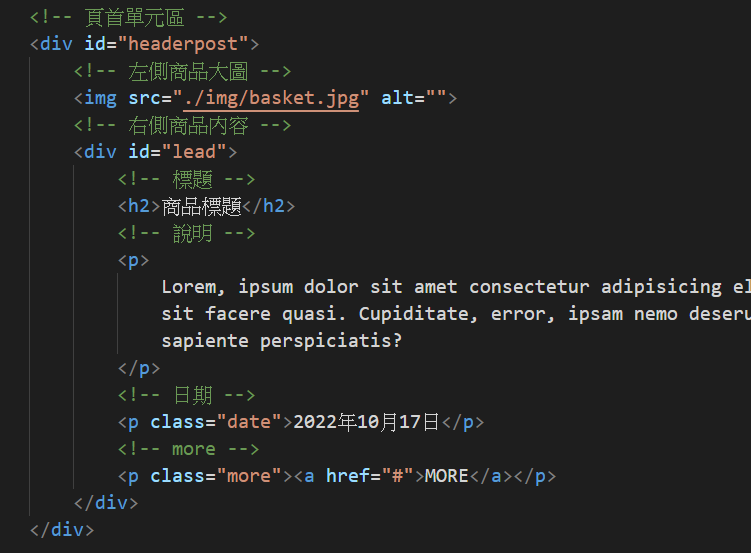 <!-- 頁首單元區 -->
<div id="headerpost">
<!-- 左側商品大圖 -->
<img src="./img/basket.jpg" alt="">
<!-- 右側商品內容 -->
<div id="lead">
<!-- 標題 -->
<h2>商品標題</h2>
<!-- 說明 -->
<p>
Lorem, ipsum dolor sit amet consectetur adipisicing el
sit facere quasi. Cupiditate, error, ipsam nemo deseru
sapiente perspiciatis?
</p>
<!-- 日期 -->
<p class="date">2022年10月17日</p>
<!-- more -->
<p class="more"><a href="#">MORE</a></p>
</div>
</div>